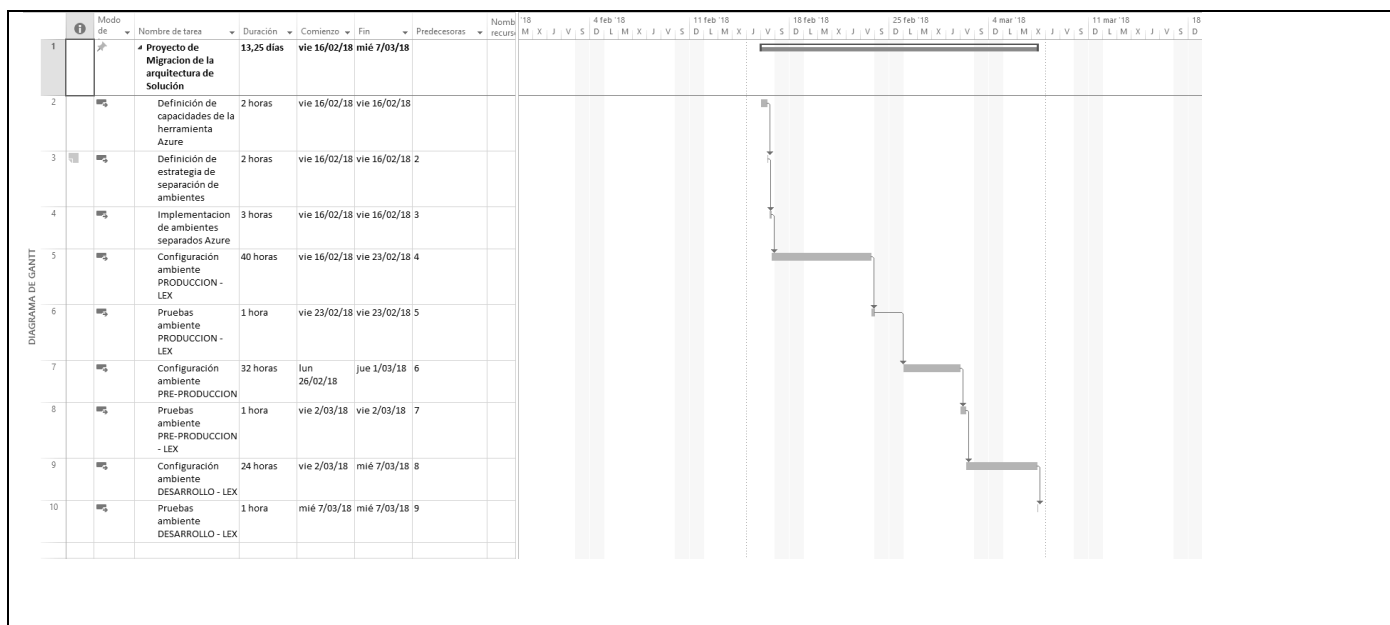 Modo de
Nombre de tarea
Duración
Comienzo
Fin
Predecesoras
Nomb
recurs
'18
4 feb '18
11 feb '18
18 feb '18
25 feb '18
4 mar '18
11 mar '18
18
M X J V S D L M X J V S D L M X J V S D L M X J V S D L M X J V S D L M X J V S D L M X J V S D
1
Proyecto de
Migracion de la
arquitectura de
Solución
13,25 días
vie 16/02/18
mié 7/03/18
2
Definición de
capacidades de la
herramienta
Azure
2 horas
vie 16/02/18
vie 16/02/18
3
Definición de
estrategia de
separación de
ambientes
2 horas
vie 16/02/18
vie 16/02/18
2
4
Implementacion
de ambientes
separados Azure
3 horas
vie 16/02/18
vie 16/02/18
3
5
Configuración
ambiente
PRODUCCION -
LEX
40 horas
vie 16/02/18
vie 23/02/18
4
6
Pruebas
ambiente
PRODUCCION -
LEX
1 hora
vie 23/02/18
vie 23/02/18
5
7
Configuración
ambiente
PRE-PRODUCCION
32 horas
lun
26/02/18
jue 1/03/18
6
8
Pruebas
ambiente
PRE-PRODUCCION
- LEX
1 hora
vie 2/03/18
vie 2/03/18
7
9
Configuración
ambiente
DESARROLLO - LEX
24 horas
vie 2/03/18
mié 7/03/18
8
10
Pruebas
ambiente
DESARROLLO - LEX
1 hora
mié 7/03/18
mié 7/03/18
9
DIAGRAMA DE GANTT